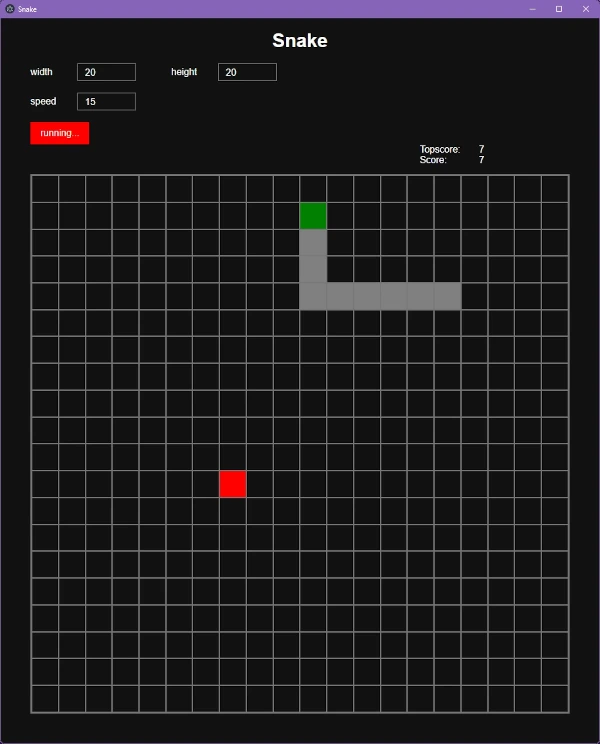 Snake
Snake
width 20 height 20
speed 15
running...
Topscore: 7
Score: 7